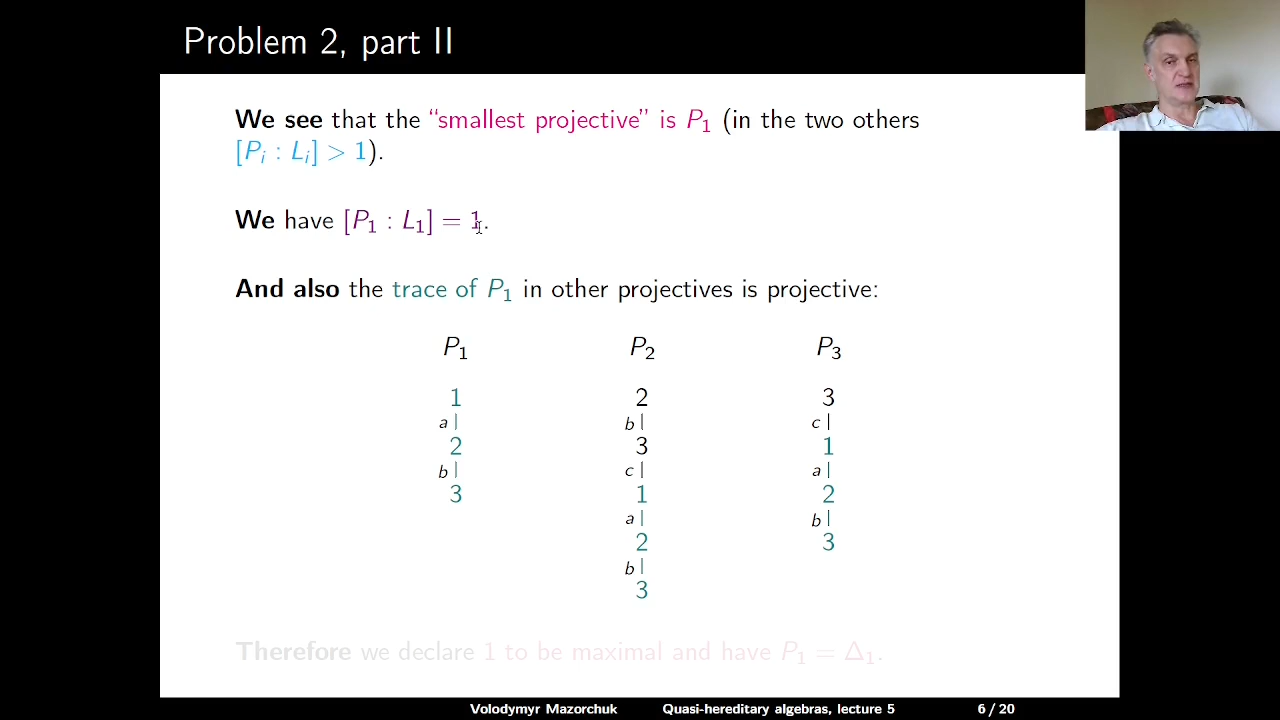 Problem 2, part II
We see that the “smallest projective” is P₁ (in the two others
[Pᵢ : Lᵢ] > 1).
We have [P₁ : L₁] = 1.
And also the trace of P₁ in other projectives is projective:
P₁ P₂ P₃
1 2 3
a | b | c |
2 3 1
b | c | a |
3 1 2
a | b |
2 3
b |
3
Therefore we declare 1 to be maximal and have P₁ = Δ₁.
Volodymyr Mazorchuk Quasi-hereditary algebras, lecture 5 6 / 20